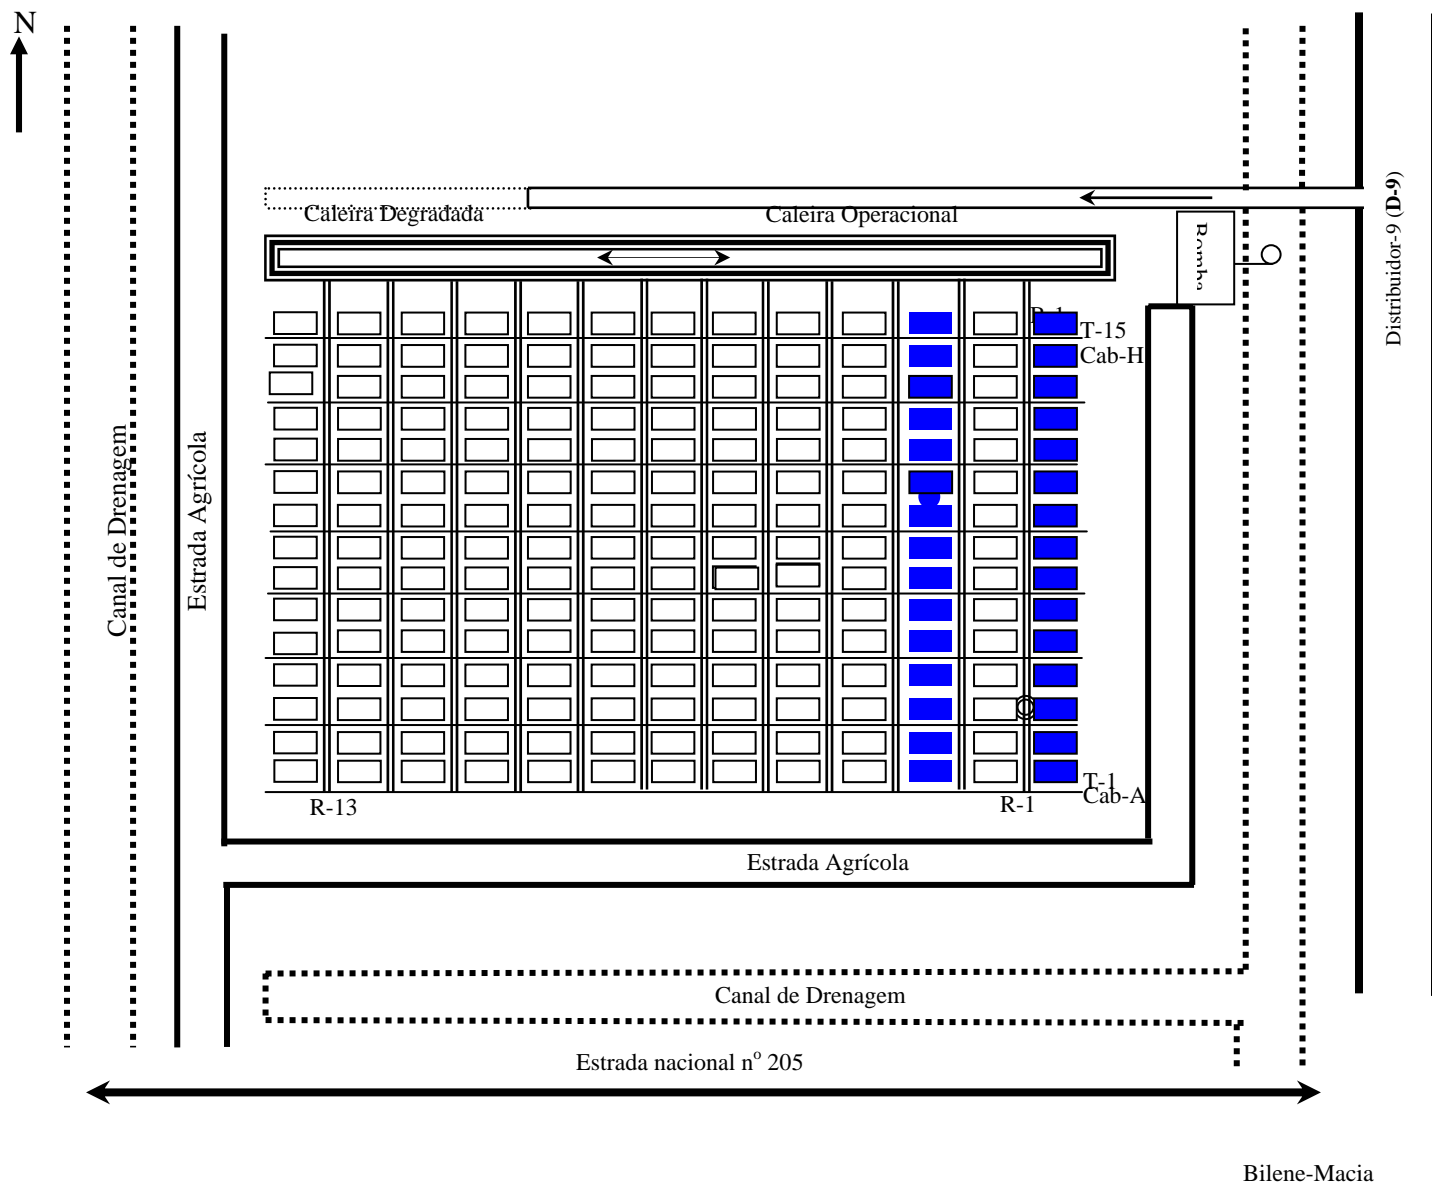 N
Distribuidor-9 (D-9)
Caleira Degradada
Caleira Operacional
Bomba
T-15
Cab-H
Canal de Drenagem
Estrada Agrícola
T-1
Cab-A
R-13
R-1
Estrada Agrícola
Canal de Drenagem
Estrada nacional nº 205
Bilene-Macia